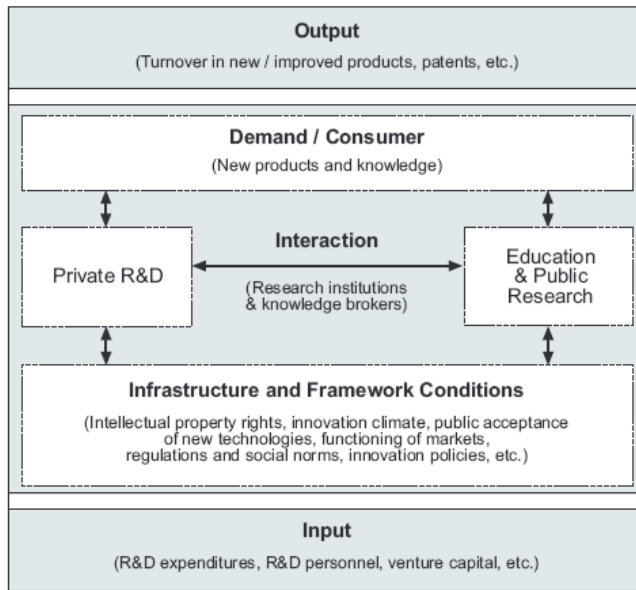 Output
(Turnover in new / improved products, patents, etc.)
Demand / Consumer
(New products and knowledge)
Private R&D
Interaction
(Research institutions
& knowledge brokers)
Education
& Public
Research
Infrastructure and Framework Conditions
(Intellectual property rights, innovation climate, public acceptance
of new technologies, functioning of markets,
regulations and social norms, innovation policies, etc.)
Input
(R&D expenditures, R&D personnel, venture capital, etc.)